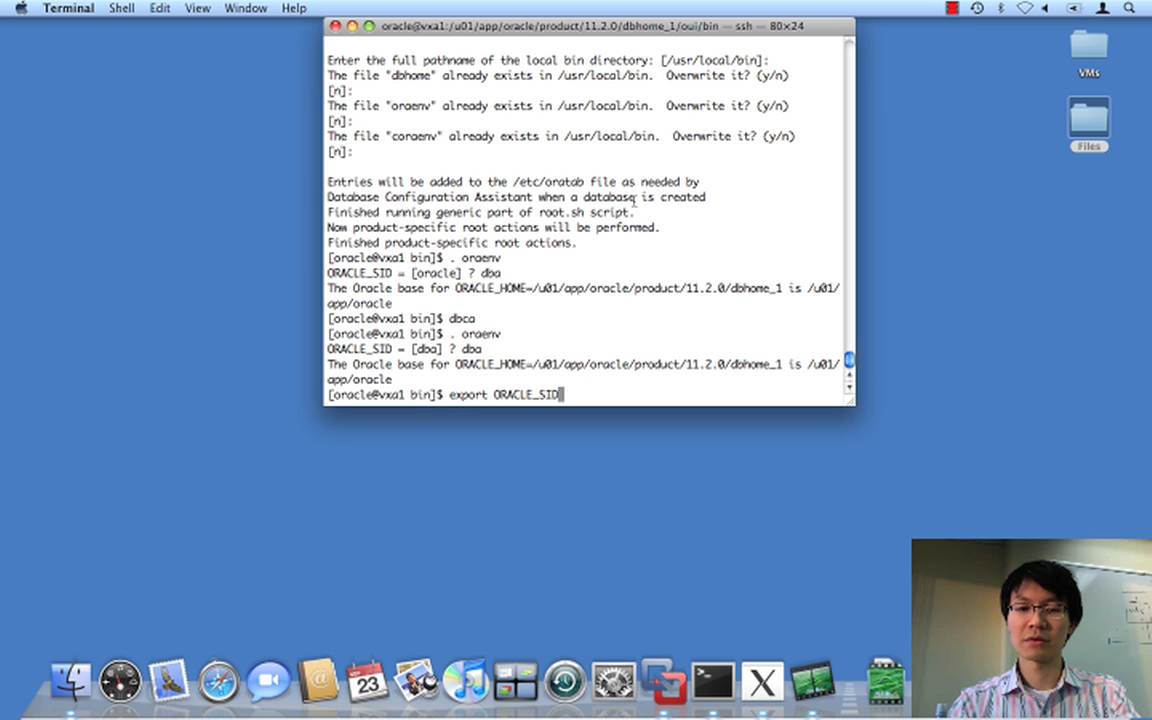 Terminal Shell Edit View Window Help
oracle@vxa1:/u01/app/oracle/product/11.2.0/dbhome_1/oui/bin — ssh — 80×24
Enter the full pathname of the local bin directory: [/usr/local/bin]:
The file "dbhome" already exists in /usr/local/bin.  Overwrite it? (y/n)
[n]:
The file "oraenv" already exists in /usr/local/bin.  Overwrite it? (y/n)
[n]:
The file "coraenv" already exists in /usr/local/bin.  Overwrite it? (y/n)
[n]:
Entries will be added to the /etc/oratab file as needed by
Database Configuration Assistant when a database is created
Finished running generic part of root.sh script.
Now product-specific root actions will be performed.
Finished product-specific root actions.
[oracle@vxa1 bin]$ . oraenv
ORACLE_SID = [oracle] ? dba
The Oracle base for ORACLE_HOME=/u01/app/oracle/product/11.2.0/dbhome_1 is /u01/
app/oracle
[oracle@vxa1 bin]$ dbca
[oracle@vxa1 bin]$ . oraenv
ORACLE_SID = [dba] ? dba
The Oracle base for ORACLE_HOME=/u01/app/oracle/product/11.2.0/dbhome_1 is /u01/
app/oracle
[oracle@vxa1 bin]$ export ORACLE_SID
VMs
Files
23